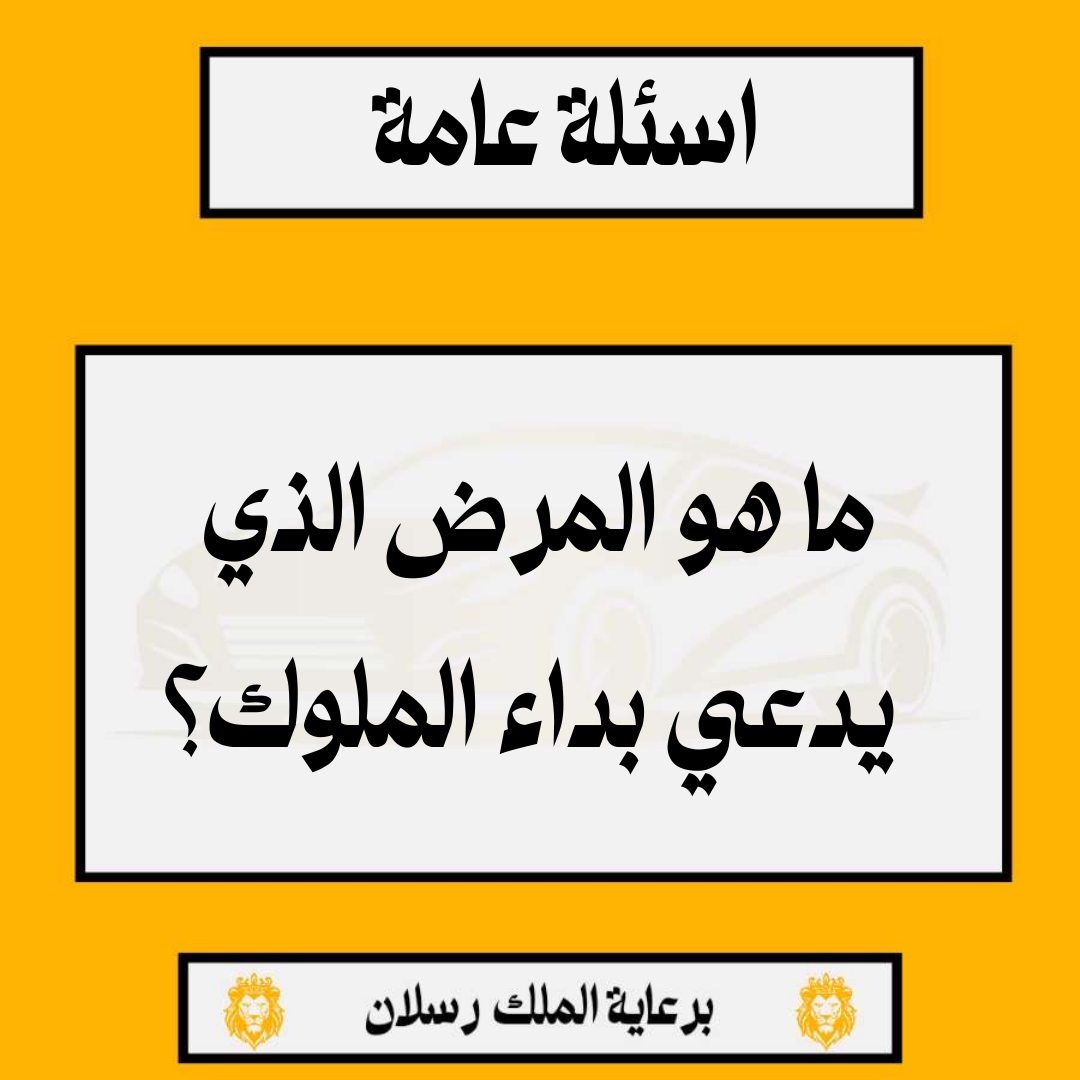 اسئلة عامة
ما هو المرض الذي
يدعي بداء الملوك؟
برعاية الملك رسلان